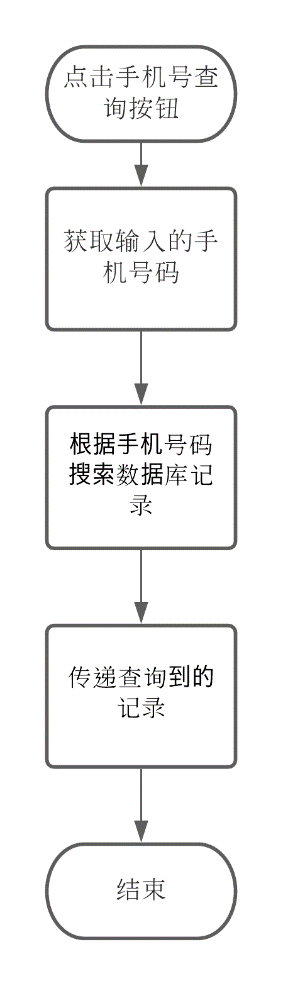 点击手机号查
询按钮
获取输入的手
机号码
根据手机号码
搜索数据库记
录
传递查询到的
记录
结束